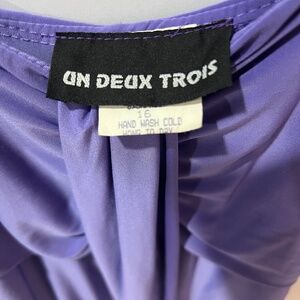 UN DEUX TROIS
16
HAND WASH COLD
HANG TO DRY